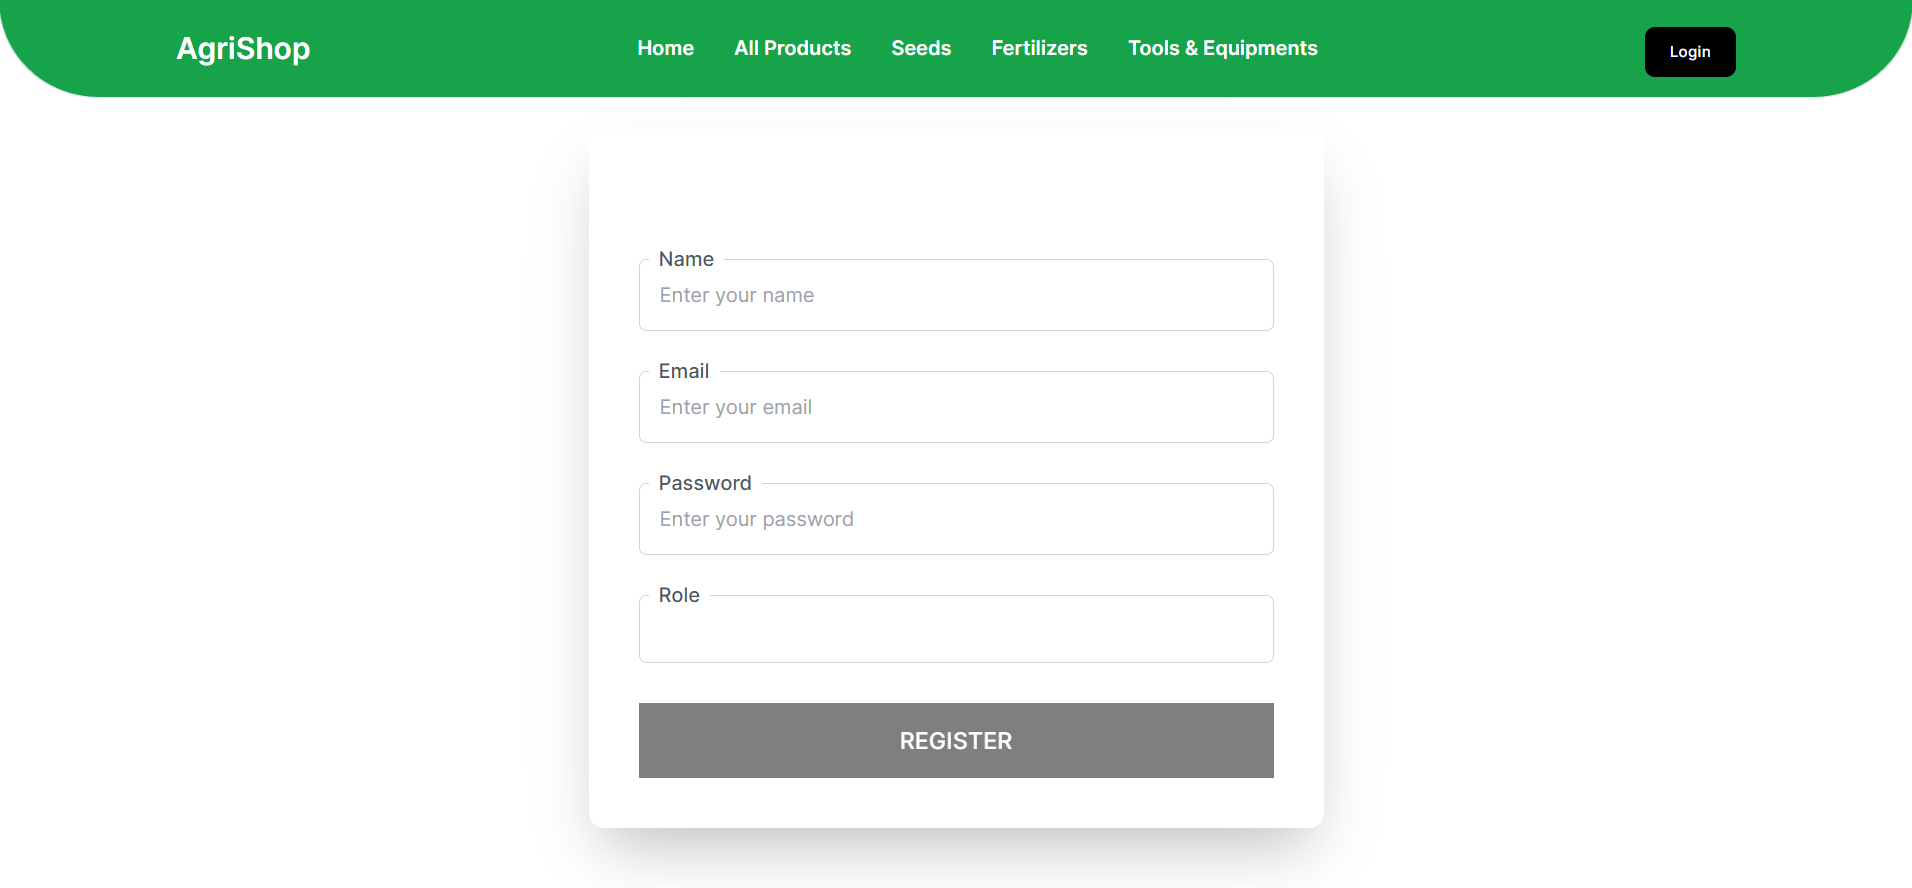 AgriShop
Home All Products Seeds Fertilizers Tools & Equipments
Login
Name
Enter your name
Email
Enter your email
Password
Enter your password
Role
REGISTER